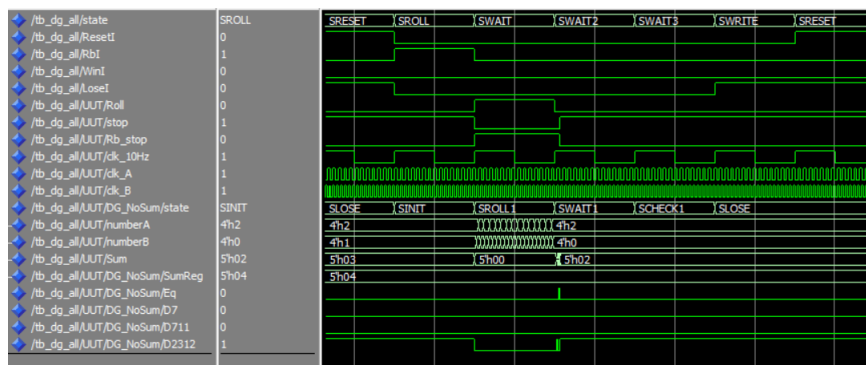 /tb_dg_all/state SROLL SRESET SROLL SWAIT SWAIT2 SWAIT3 SWRITE SRESET
/tb_dg_all/ResetI 0
/tb_dg_all/RbI 1
/tb_dg_all/WinI 0
/tb_dg_all/LoseI 0
/tb_dg_all/UUT/Roll 0
/tb_dg_all/UUT/stop 1
/tb_dg_all/UUT/Rb_stop 0
/tb_dg_all/UUT/clk_10Hz 1
/tb_dg_all/UUT/clk_A 1
/tb_dg_all/UUT/clk_B 1
/tb_dg_all/UUT/DG_NoSum/state SINIT SLOSE SINIT SROLL1 SWAIT1 SCHECK1 SLOSE
/tb_dg_all/UUT/numberA 4'h2 4'h2 4'h2
/tb_dg_all/UUT/numberB 4'h0 4'h1 4'h0
/tb_dg_all/UUT/Sum 5'h02 5'h03 5'h00 5'h02
/tb_dg_all/UUT/DG_NoSum/SumReg 5'h04 5'h04
/tb_dg_all/UUT/DG_NoSum/Eq 0
/tb_dg_all/UUT/DG_NoSum/D7 0
/tb_dg_all/UUT/DG_NoSum/D711 0
/tb_dg_all/UUT/DG_NoSum/D2312 1